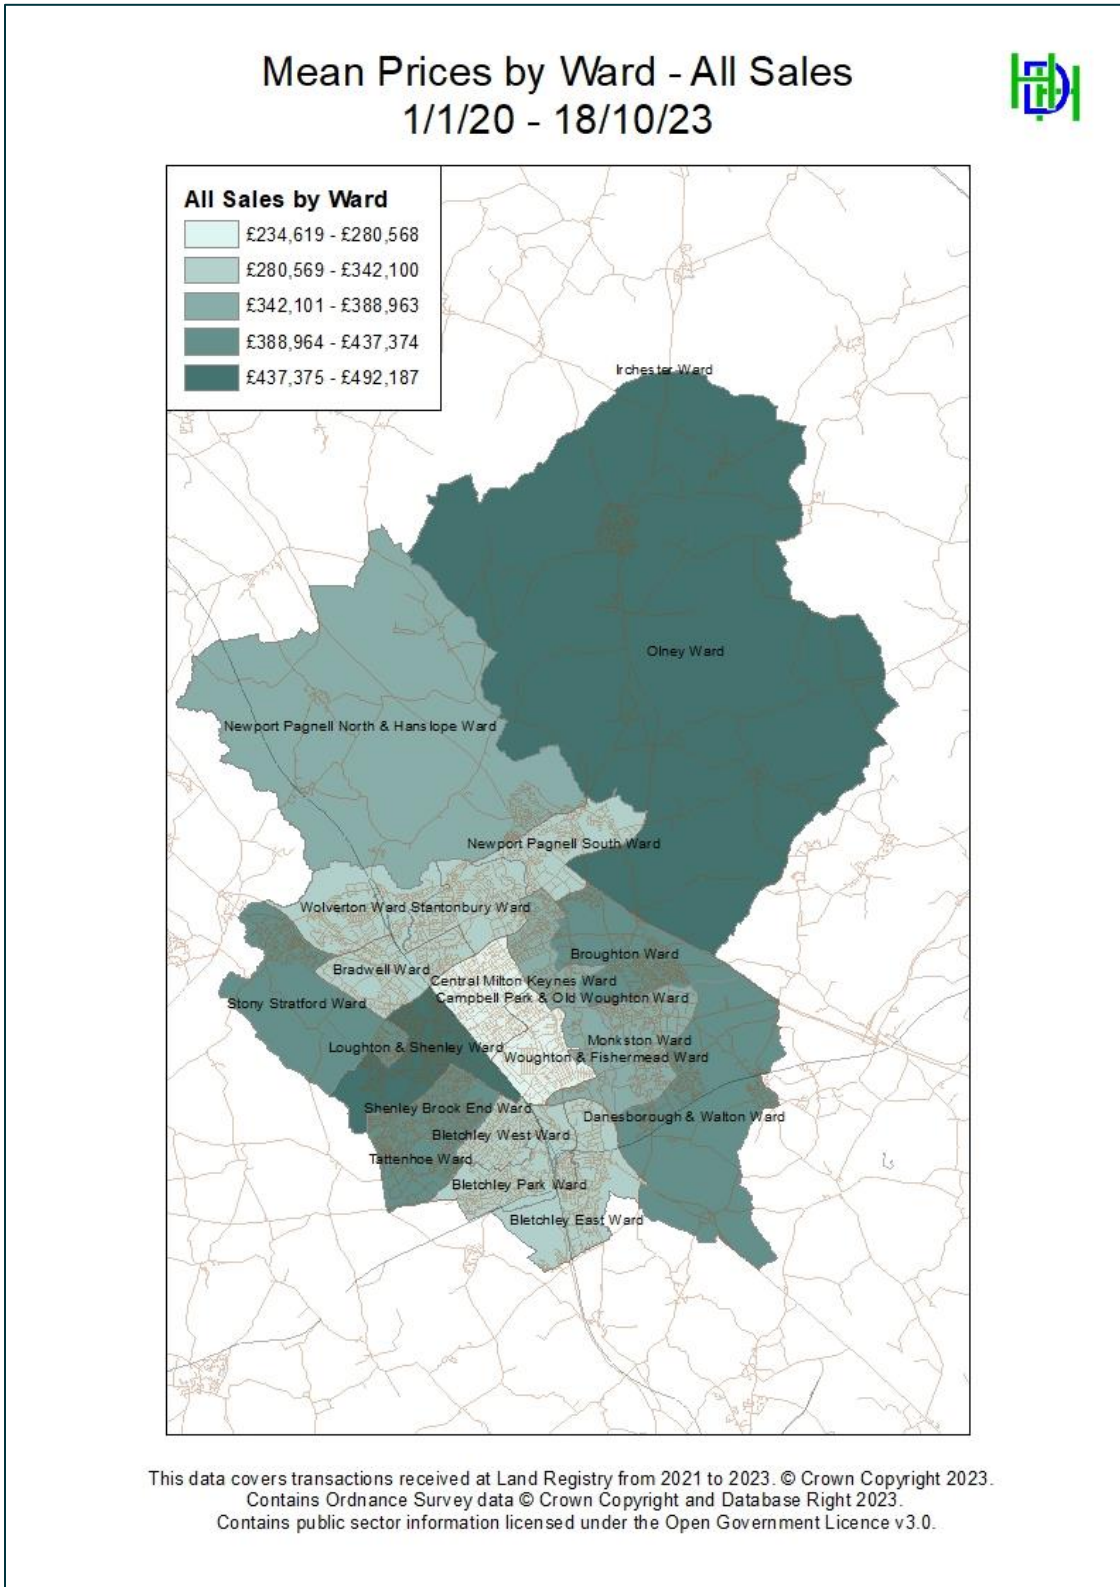 Mean Prices by Ward - All Sales
1/1/20 - 18/10/23
HDH
All Sales by Ward
£234,619 - £280,568
£280,569 - £342,100
£342,101 - £388,963
£388,964 - £437,374
£437,375 - £492,187
Irchester Ward
Olney Ward
Newport Pagnell North & Hanslope Ward
Newport Pagnell South Ward
Wolverton Ward Stantonbury Ward
Broughton Ward
Bradwell Ward
Central Milton Keynes Ward
Campbell Park & Old Woughton Ward
Stony Stratford Ward
Monkston Ward
Loughton & Shenley Ward
Woughton & Fishermead Ward
Shenley Brook End Ward
Danesborough & Walton Ward
Bletchley West Ward
Tattenhoe Ward
Bletchley Park Ward
Bletchley East Ward
This data covers transactions received at Land Registry from 2021 to 2023. © Crown Copyright 2023.
Contains Ordnance Survey data © Crown Copyright and Database Right 2023.
Contains public sector information licensed under the Open Government Licence v3.0.